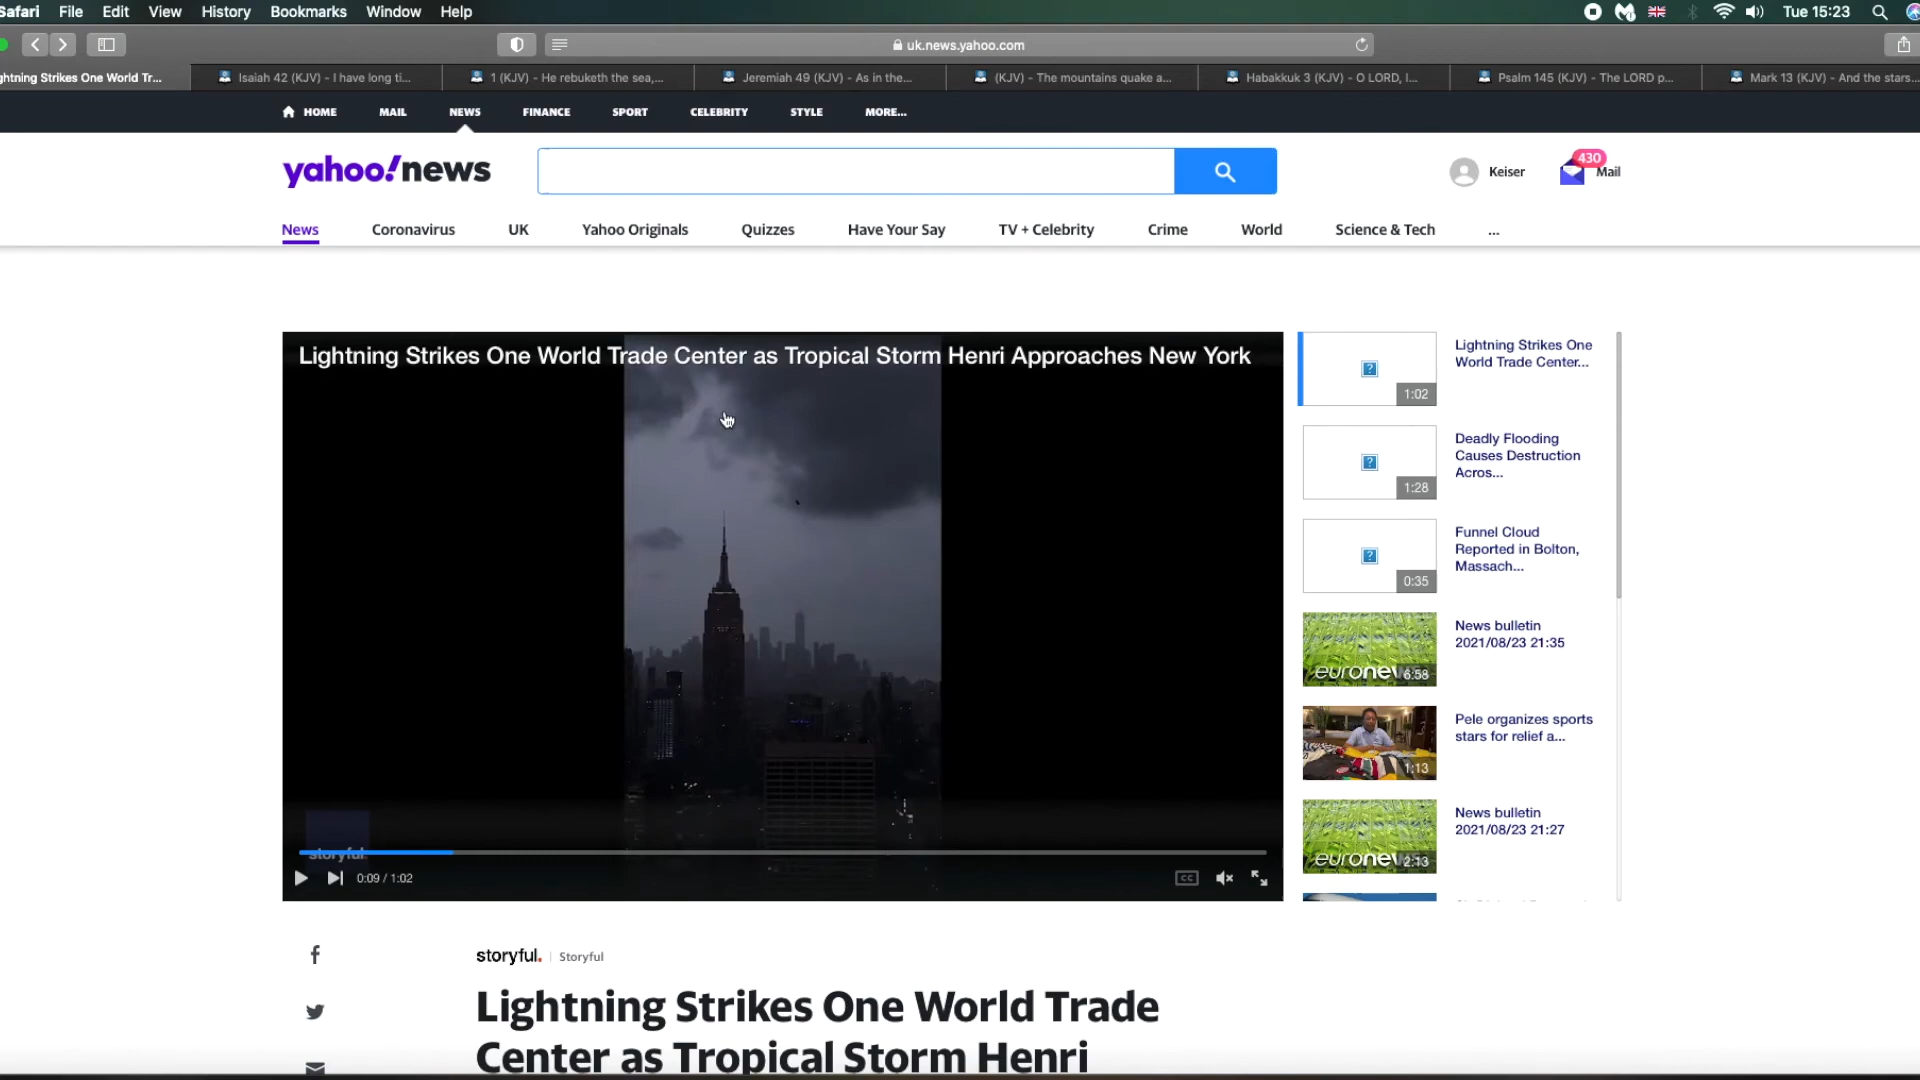 Safari File Edit View History Bookmarks Window Help
Tue 15:23
uk.news.yahoo.com
ghtning Strikes One World Tr...
Isaiah 42 (KJV) - I have long ti...
1 (KJV) - He rebuketh the sea,...
Jeremiah 49 (KJV) - As in the...
(KJV) - The mountains quake a...
Habakkuk 3 (KJV) - O LORD, I...
Psalm 145 (KJV) - The LORD p...
Mark 13 (KJV) - And the stars...
HOME MAIL NEWS FINANCE SPORT CELEBRITY STYLE MORE...
yahoo!news
Keiser
430
Mail
News Coronavirus UK Yahoo Originals Quizzes Have Your Say TV + Celebrity Crime World Science & Tech ...
Lightning Strikes One World Trade Center as Tropical Storm Henri Approaches New York
storyful.
0:09 / 1:02
CC
Lightning Strikes One
World Trade Center...
1:02
Deadly Flooding
Causes Destruction
Acros...
1:28
Funnel Cloud
Reported in Bolton,
Massach...
0:35
News bulletin
2021/08/23 21:35
euronew
6:58
Pele organizes sports
stars for relief a...
1:13
News bulletin
2021/08/23 21:27
euronew
2:13
storyful. | Storyful
Lightning Strikes One World Trade
Center as Tropical Storm Henri